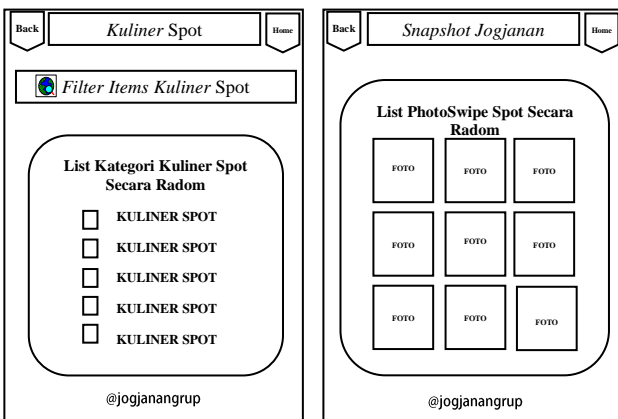 Back
Kuliner Spot
Home
Filter Items Kuliner Spot
List Kategori Kuliner Spot
Secara Radom
KULINER SPOT
KULINER SPOT
KULINER SPOT
KULINER SPOT
KULINER SPOT
@jogjanangrup
Back
Snapshot Jogjanan
Home
List PhotoSwipe Spot Secara
Radom
FOTO FOTO FOTO
FOTO FOTO FOTO
FOTO FOTO FOTO
@jogjanangrup